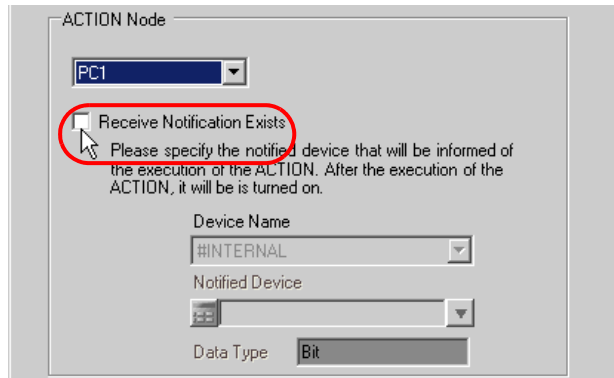 ACTION Node
PC1
Receive Notification Exists
Please specify the notified device that will be informed of
the execution of the ACTION. After the execution of the
ACTION, it will be is turned on.
Device Name
#INTERNAL
Notified Device
Data Type Bit